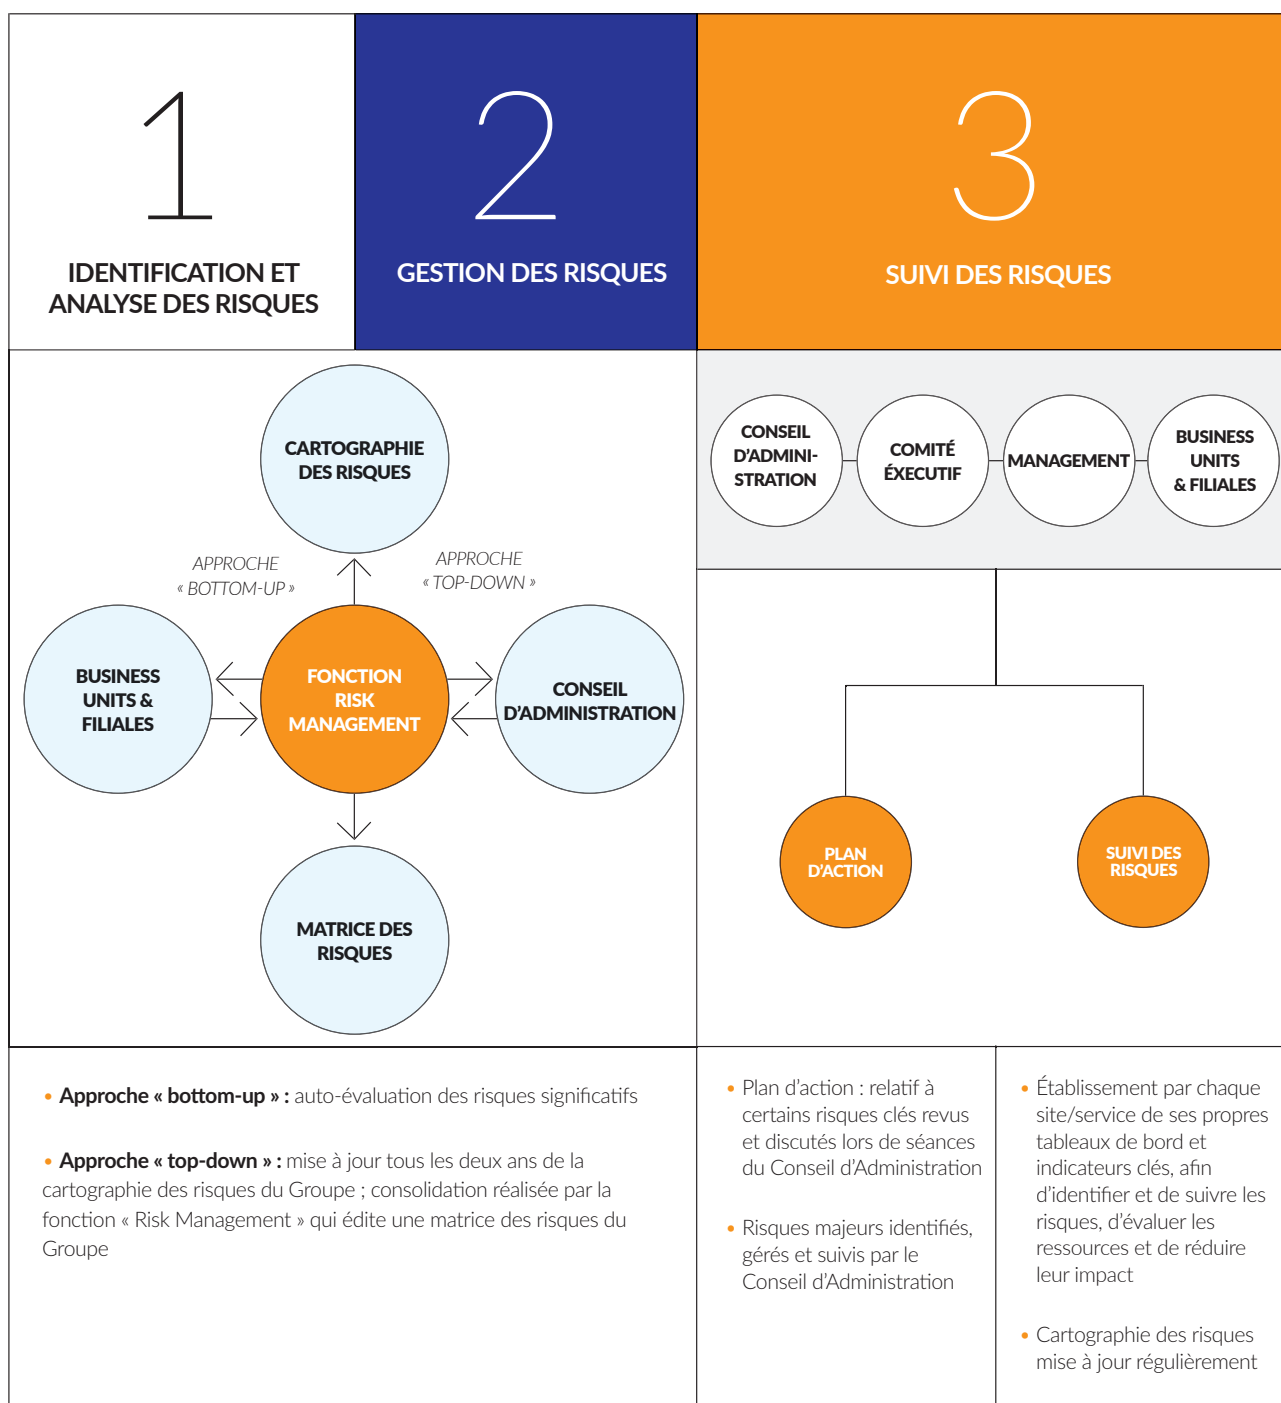 1
IDENTIFICATION ET
ANALYSE DES RISQUES
2
GESTION DES RISQUES
3
SUIVI DES RISQUES
CARTOGRAPHIE
DES RISQUES
APPROCHE
« BOTTOM-UP »
APPROCHE
« TOP-DOWN »
BUSINESS
UNITS &
FILIALES
FONCTION
RISK
MANAGEMENT
CONSEIL
D'ADMINISTRATION
MATRICE DES
RISQUES
CONSEIL
D'ADMINI-
STRATION
COMITÉ
ÉXECUTIF
MANAGEMENT
BUSINESS
UNITS
& FILIALES
PLAN
D'ACTION
SUIVI DES
RISQUES
• Approche « bottom-up » : auto-évaluation des risques significatifs
• Approche « top-down » : mise à jour tous les deux ans de la
cartographie des risques du Groupe ; consolidation réalisée par la
fonction « Risk Management » qui édite une matrice des risques du
Groupe
• Plan d'action : relatif à
certains risques clés revus
et discutés lors de séances
du Conseil d'Administration
• Risques majeurs identifiés,
gérés et suivis par le
Conseil d'Administration
• Établissement par chaque
site/service de ses propres
tableaux de bord et
indicateurs clés, afin
d'identifier et de suivre les
risques, d'évaluer les
ressources et de réduire
leur impact
• Cartographie des risques
mise à jour régulièrement